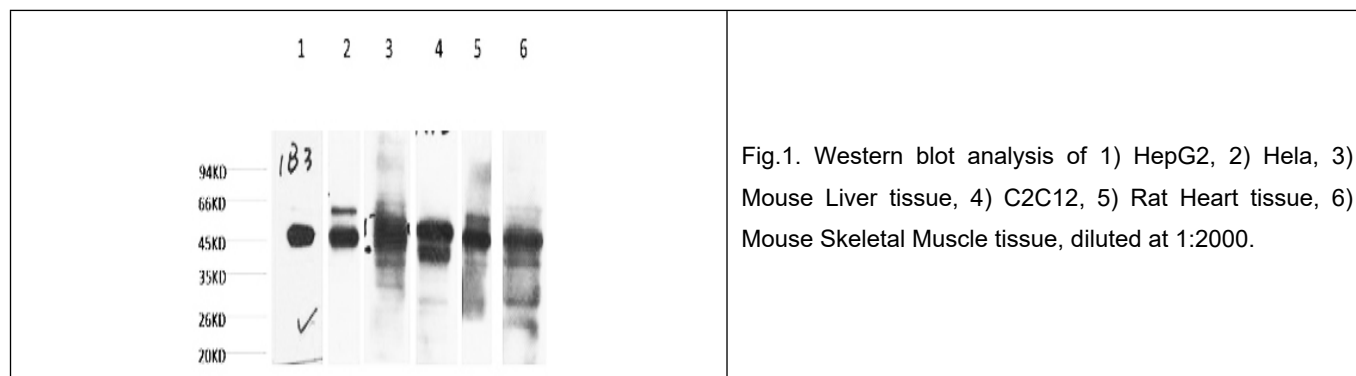 1 2 3 4 5 6
1B3
94KD
66KD
45KD
35KD
26KD
20KD
Fig.1. Western blot analysis of 1) HepG2, 2) Hela, 3)
Mouse Liver tissue, 4) C2C12, 5) Rat Heart tissue, 6)
Mouse Skeletal Muscle tissue, diluted at 1:2000.